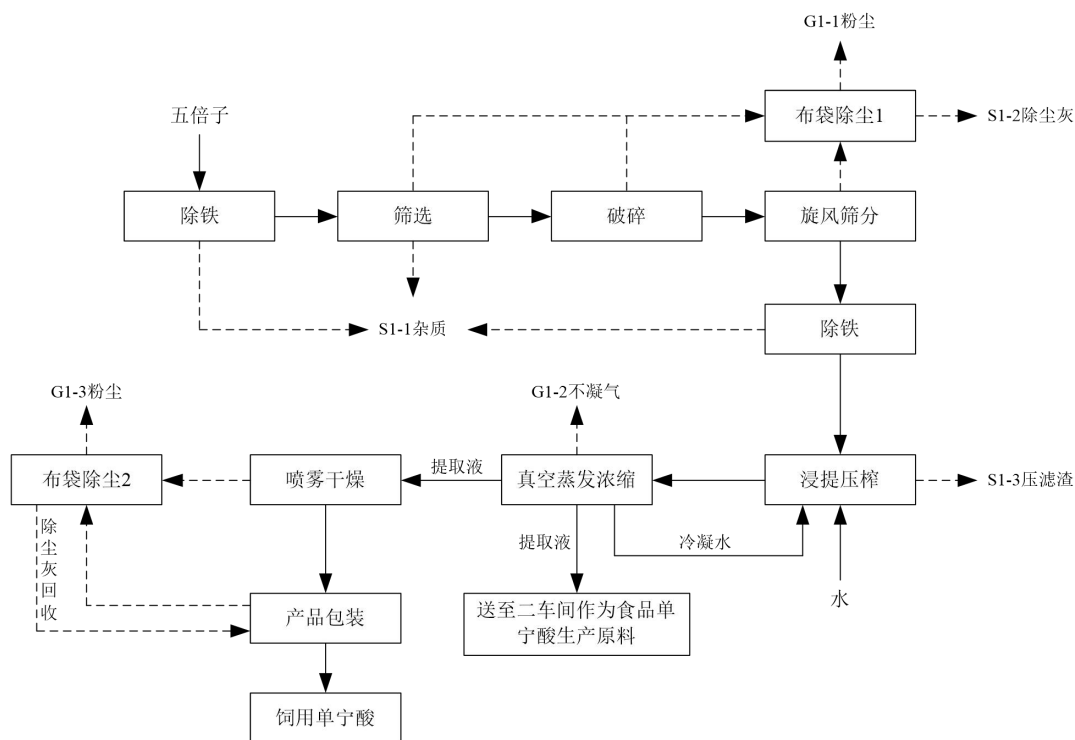 G1-1粉尘
五倍子
布袋除尘1
S1-2除尘灰
除铁
筛选
破碎
旋风筛分
S1-1杂质
除铁
G1-3粉尘
G1-2不凝气
布袋除尘2
喷雾干燥
提取液
真空蒸发浓缩
浸提压榨
S1-3压滤渣
除尘灰回收
提取液
冷凝水
产品包装
送至二车间作为食品单
宁酸生产原料
水
饲用单宁酸